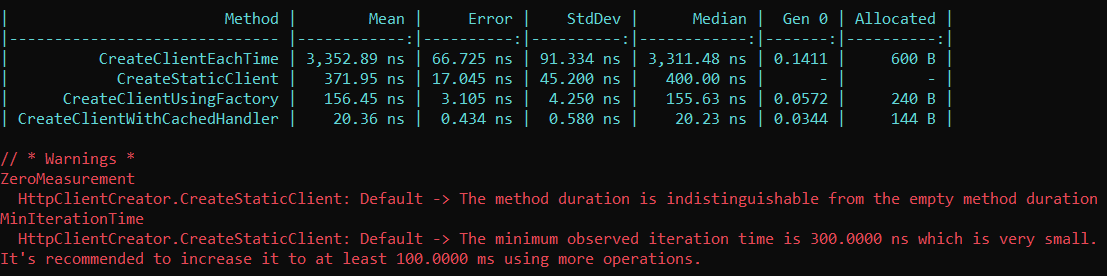 |                        Method |        Mean |     Error |    StdDev |      Median |  Gen 0 | Allocated |
|------------------------------ |------------:|----------:|----------:|------------:|-------:|----------:|
|          CreateClientEachTime | 3,352.89 ns | 66.725 ns | 91.334 ns | 3,311.48 ns | 0.1411 |     600 B |
|            CreateStaticClient |   371.95 ns | 17.045 ns | 45.200 ns |   400.00 ns |      - |         - |
|      CreateClientUsingFactory |   156.45 ns |  3.105 ns |  4.250 ns |   155.63 ns | 0.0572 |     240 B |
| CreateClientWithCachedHandler |    20.36 ns |  0.434 ns |  0.580 ns |    20.23 ns | 0.0344 |     144 B |
// * Warnings *
ZeroMeasurement
  HttpClientCreator.CreateStaticClient: Default -> The method duration is indistinguishable from the empty method duration
MinIterationTime
  HttpClientCreator.CreateStaticClient: Default -> The minimum observed iteration time is 300.0000 ns which is very small.
It's recommended to increase it to at least 100.0000 ms using more operations.